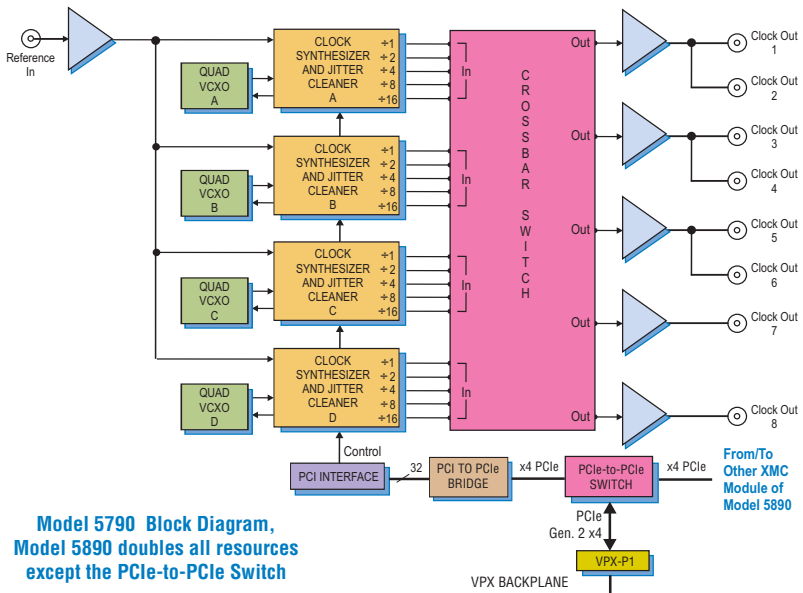 Reference
In
QUAD
VCXO
A
CLOCK
SYNTHESIZER
AND JITTER
CLEANER
A
÷1
÷2
÷4
÷8
÷16
In
QUAD
VCXO
B
CLOCK
SYNTHESIZER
AND JITTER
CLEANER
B
÷1
÷2
÷4
÷8
÷16
In
QUAD
VCXO
C
CLOCK
SYNTHESIZER
AND JITTER
CLEANER
C
÷1
÷2
÷4
÷8
÷16
In
QUAD
VCXO
D
CLOCK
SYNTHESIZER
AND JITTER
CLEANER
D
÷1
÷2
÷4
÷8
÷16
In
CROSSBAR SWITCH
Out
Clock Out
1
Clock Out
2
Out
Clock Out
3
Clock Out
4
Out
Clock Out
5
Clock Out
6
Out
Clock Out
7
Out
Clock Out
8
Control
PCI INTERFACE
32
PCI TO PCIe
BRIDGE
x4 PCIe
PCIe-to-PCIe
SWITCH
x4 PCIe
From/To
Other XMC
Module of
Model 5890
PCIe
Gen. 2 x4
VPX-P1
VPX BACKPLANE
Model 5790 Block Diagram,
Model 5890 doubles all resources
except the PCIe-to-PCIe Switch